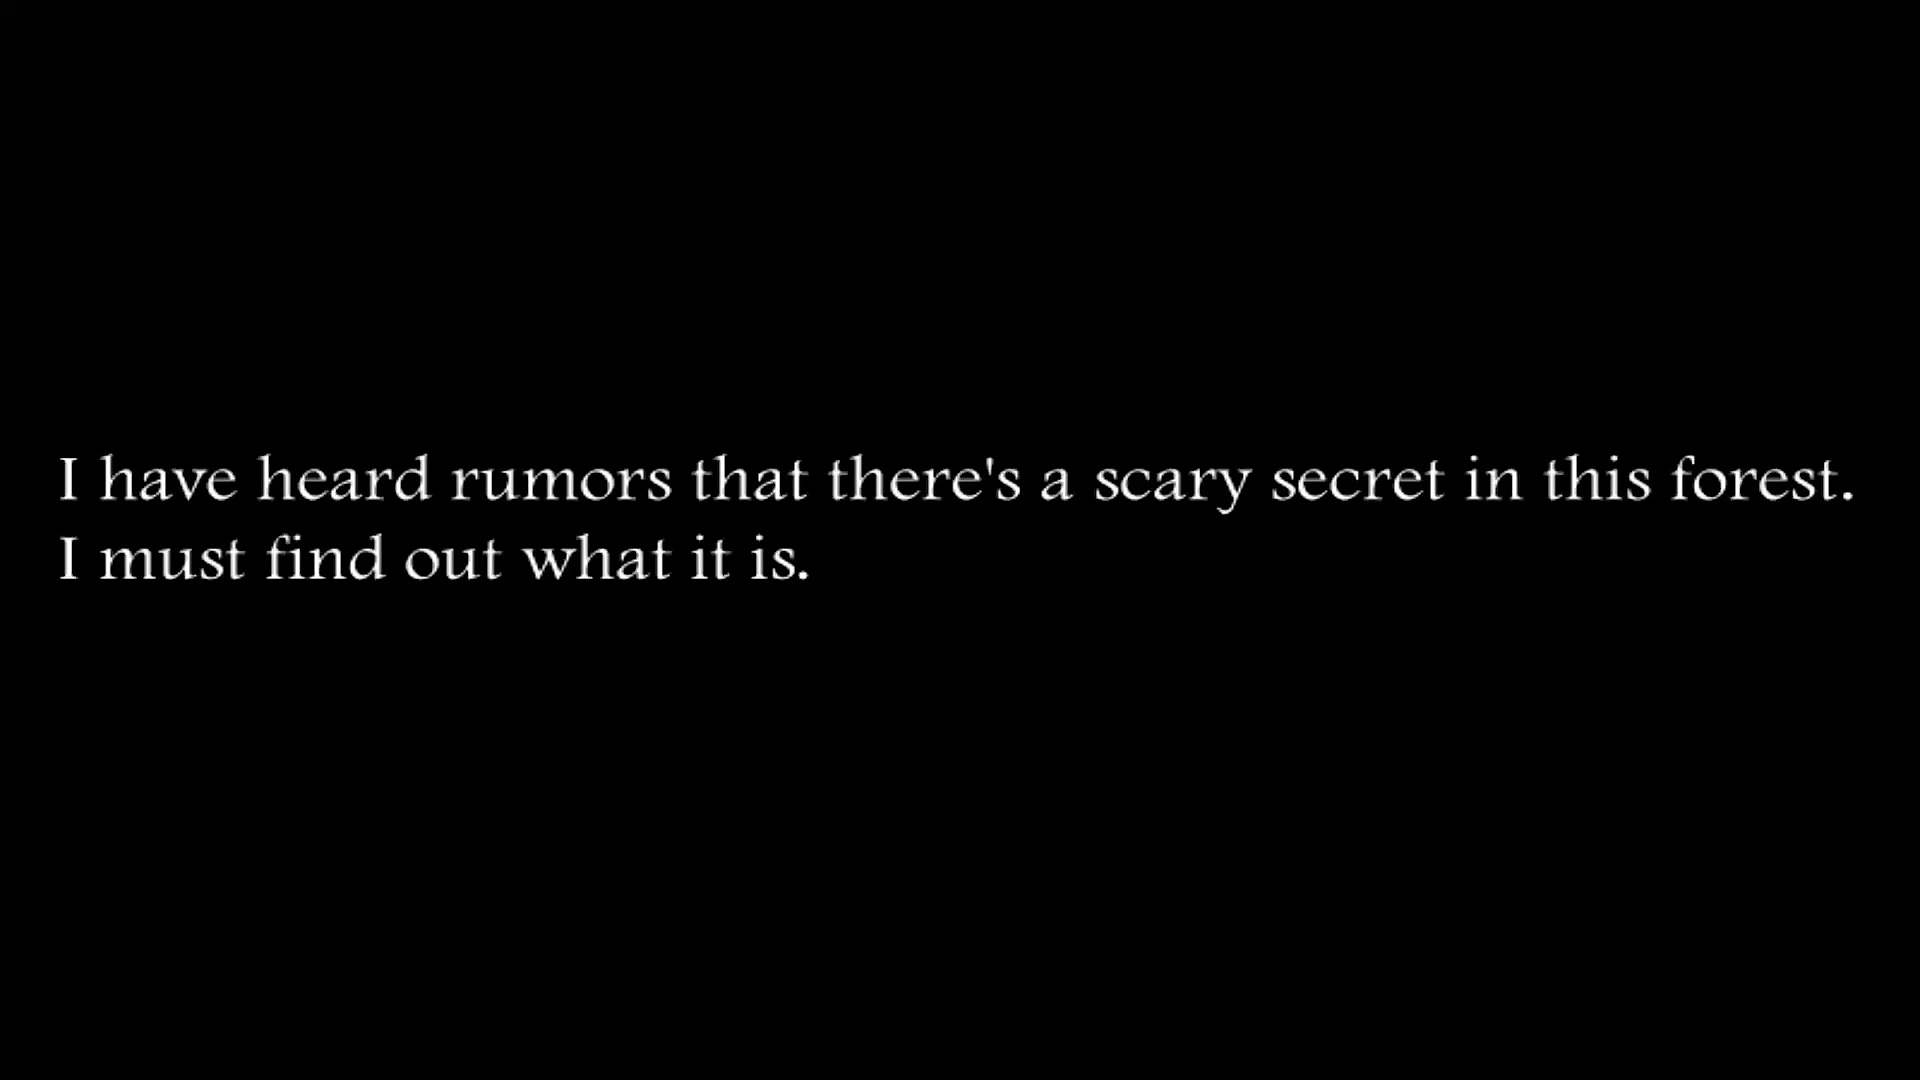 I have heard rumors that there's a scary secret in this forest.
I must find out what it is.